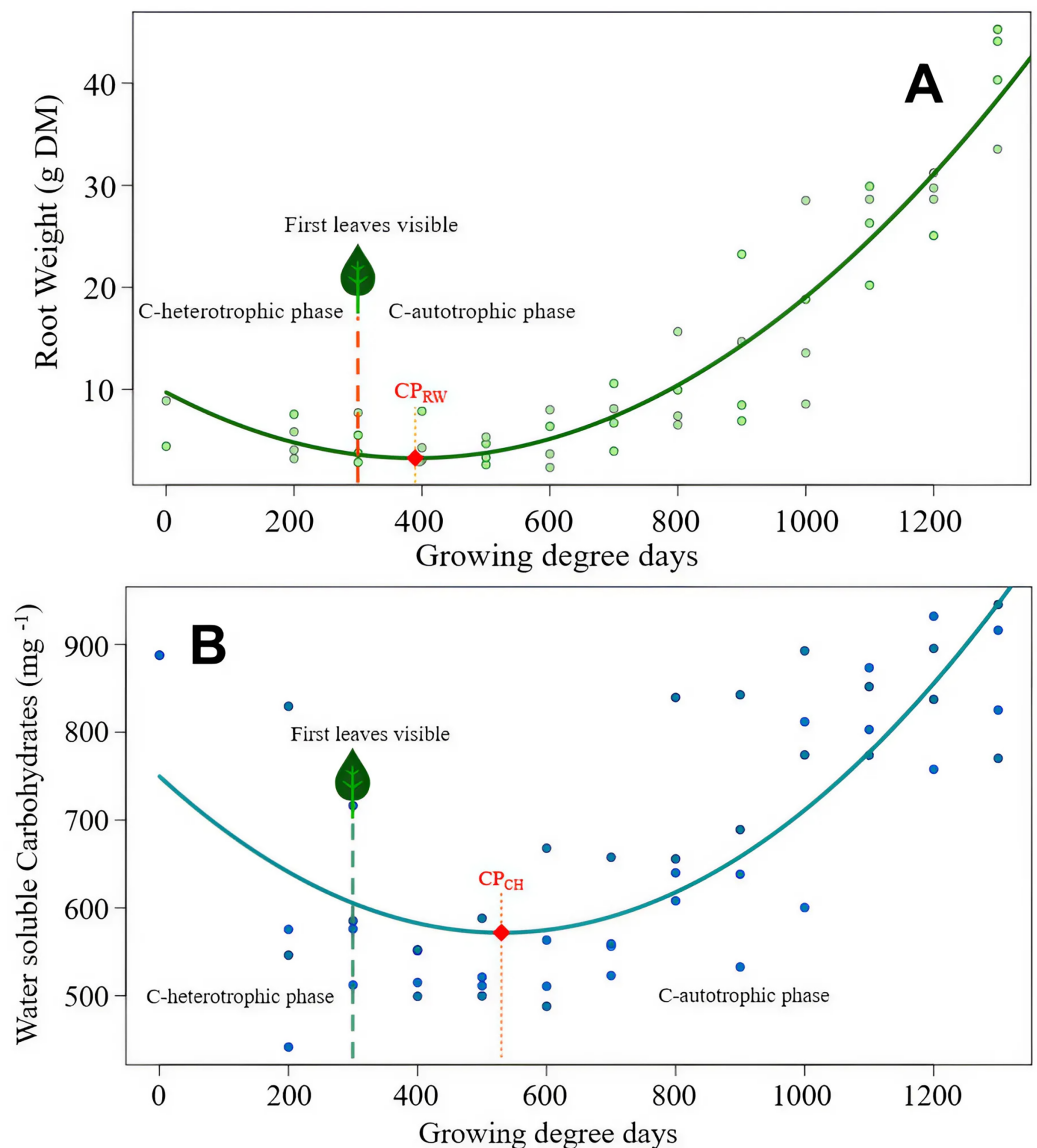 A
Root Weight (g DM)
40
30
20
10
First leaves visible
C-heterotrophic phase
C-autotrophic phase
CP_RW
0 200 400 600 800 1000 1200
Growing degree days
B
Water soluble Carbohydrates (mg ⁻¹)
900
800
700
600
500
First leaves visible
CP_CH
C-heterotrophic phase
C-autotrophic phase
0 200 400 600 800 1000 1200
Growing degree days